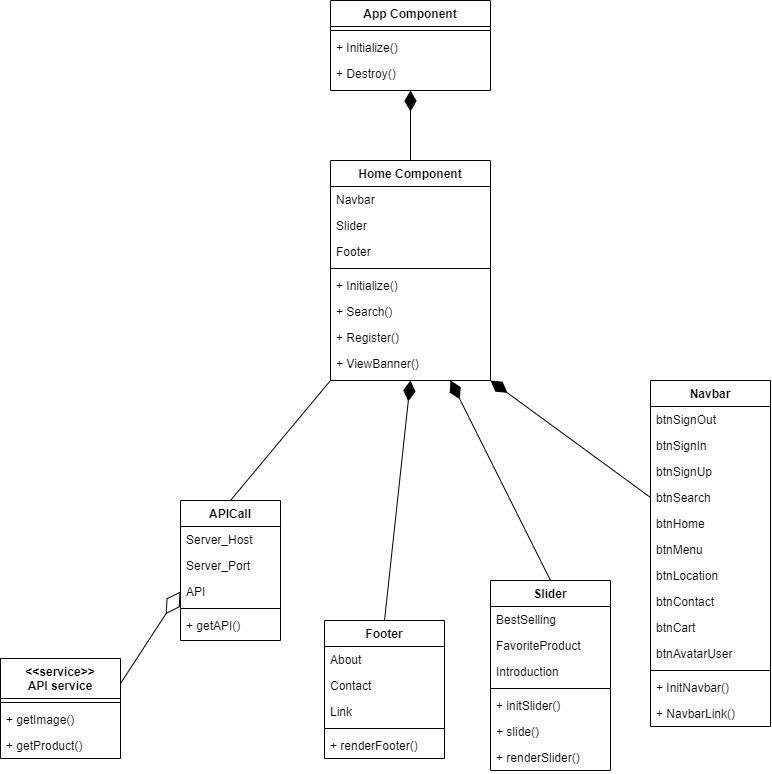 App Component
+ Initialize()
+ Destroy()
Home Component
Navbar
Slider
Footer
+ Initialize()
+ Search()
+ Register()
+ ViewBanner()
APICall
Server_Host
Server_Port
API
+ getAPI()
<<service>>
API service
+ getImage()
+ getProduct()
Footer
About
Contact
Link
+ renderFooter()
Slider
BestSelling
FavoriteProduct
Introduction
+ initSlider()
+ slide()
+ renderSlider()
Navbar
btnSignOut
btnSignIn
btnSignUp
btnSearch
btnHome
btnMenu
btnLocation
btnContact
btnCart
btnAvatarUser
+ InitNavbar()
+ NavbarLink()